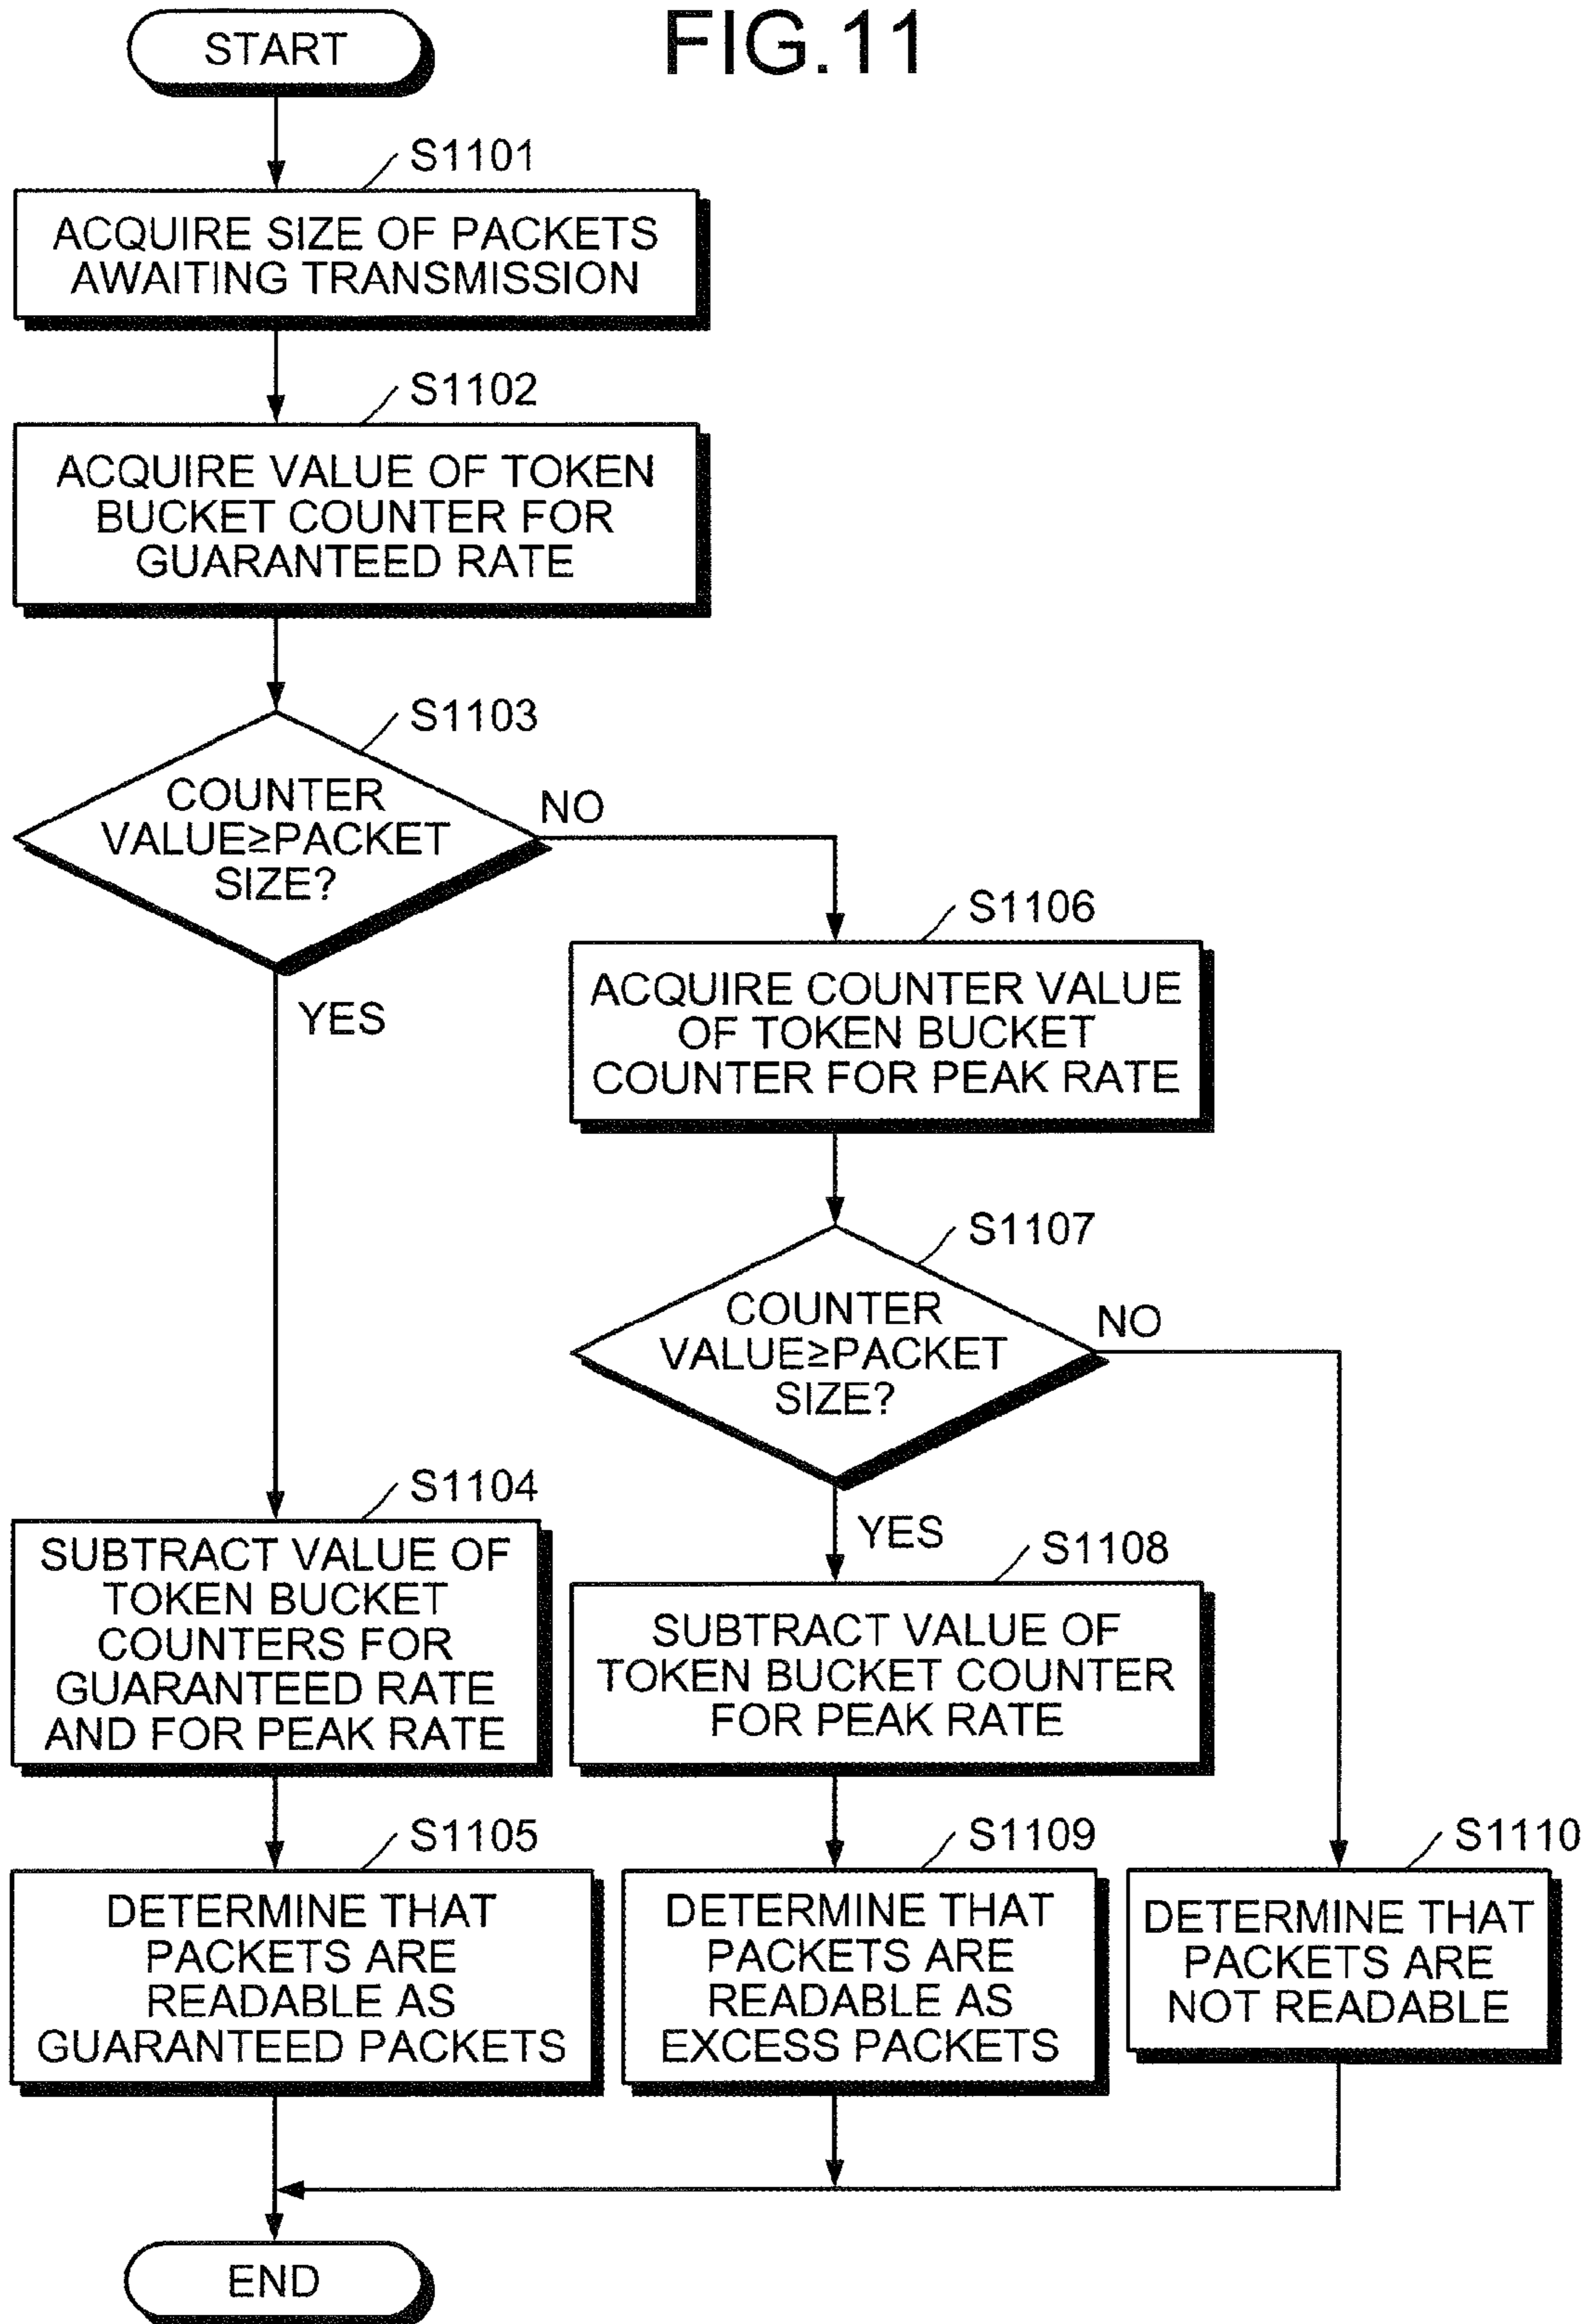 FIG.11
START
S1101
ACQUIRE SIZE OF PACKETS
AWAITING TRANSMISSION
S1102
ACQUIRE VALUE OF TOKEN
BUCKET COUNTER FOR
GUARANTEED RATE
S1103
COUNTER
VALUE≥PACKET
SIZE?
NO
YES
S1106
ACQUIRE COUNTER VALUE
OF TOKEN BUCKET
COUNTER FOR PEAK RATE
S1107
COUNTER
VALUE≥PACKET
SIZE?
NO
YES
S1104
SUBTRACT VALUE OF
TOKEN BUCKET
COUNTERS FOR
GUARANTEED RATE
AND FOR PEAK RATE
S1108
SUBTRACT VALUE OF
TOKEN BUCKET COUNTER
FOR PEAK RATE
S1105
DETERMINE THAT
PACKETS ARE
READABLE AS
GUARANTEED PACKETS
S1109
DETERMINE THAT
PACKETS ARE
READABLE AS
EXCESS PACKETS
S1110
DETERMINE THAT
PACKETS ARE
NOT READABLE
END